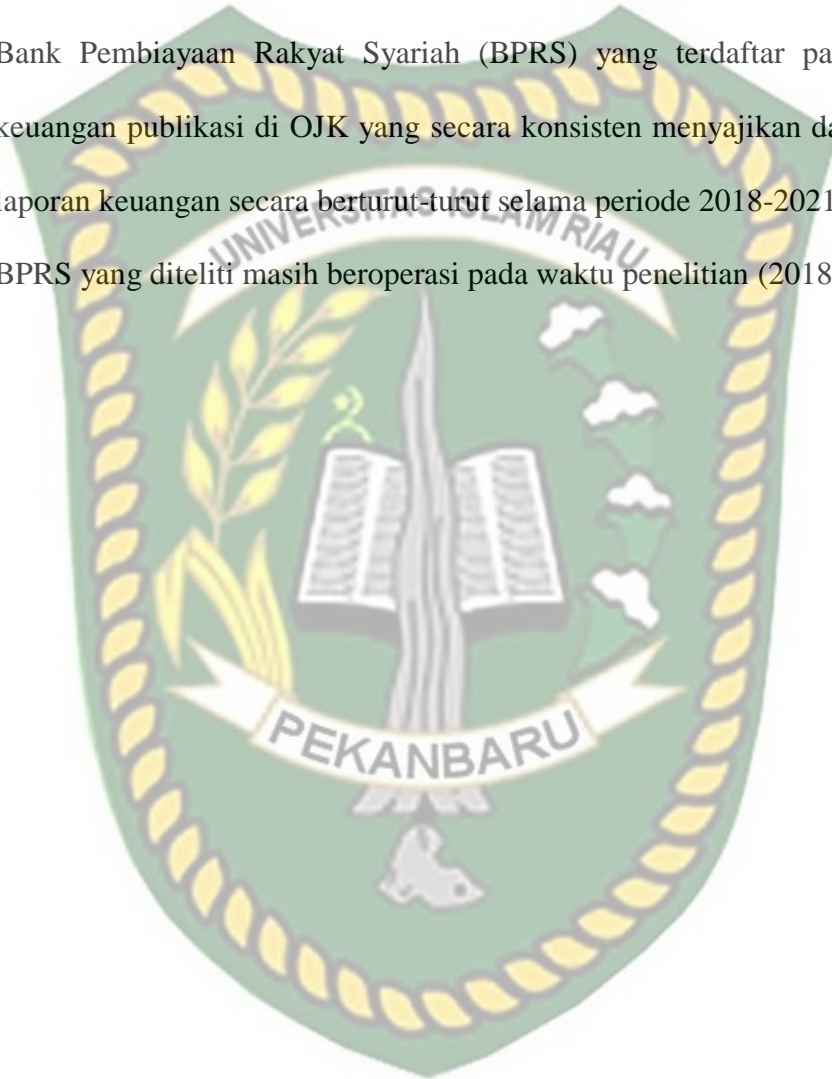 Bank Pembiayaan Rakyat Syariah (BPRS) yang terdaftar pa
keuangan publikasi di OJK yang secara konsisten menyajikan da
laporan keuangan secara berturut-turut selama periode 2018-2021
UNIVERSITAS ISLAM RIAU
BPRS yang diteliti masih beroperasi pada waktu penelitian (2018
PEKANBARU